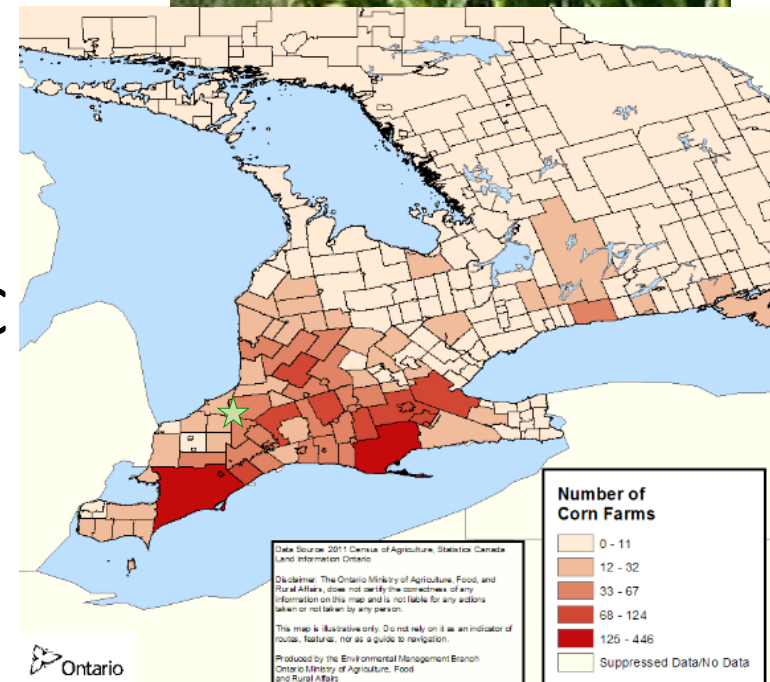 C
Number of
Corn Farms
0 - 11
12 - 32
33 - 67
68 - 124
125 - 446
Suppressed Data/No Data
Data Source: 2011 Census of Agriculture, Statistics Canada
Land Information Ontario
Disclaimer: The Ontario Ministry of Agriculture, Food, and
Rural Affairs, does not certify the correctness of any
information on this map and is not liable for any actions
taken or not taken by any person.
This map is illustrative only. Do not rely on it as an indicator of
routes, features, nor as a guide to navigation.
Produced by the Environmental Management Branch
Ontario Ministry of Agriculture, Food
and Rural Affairs
Ontario